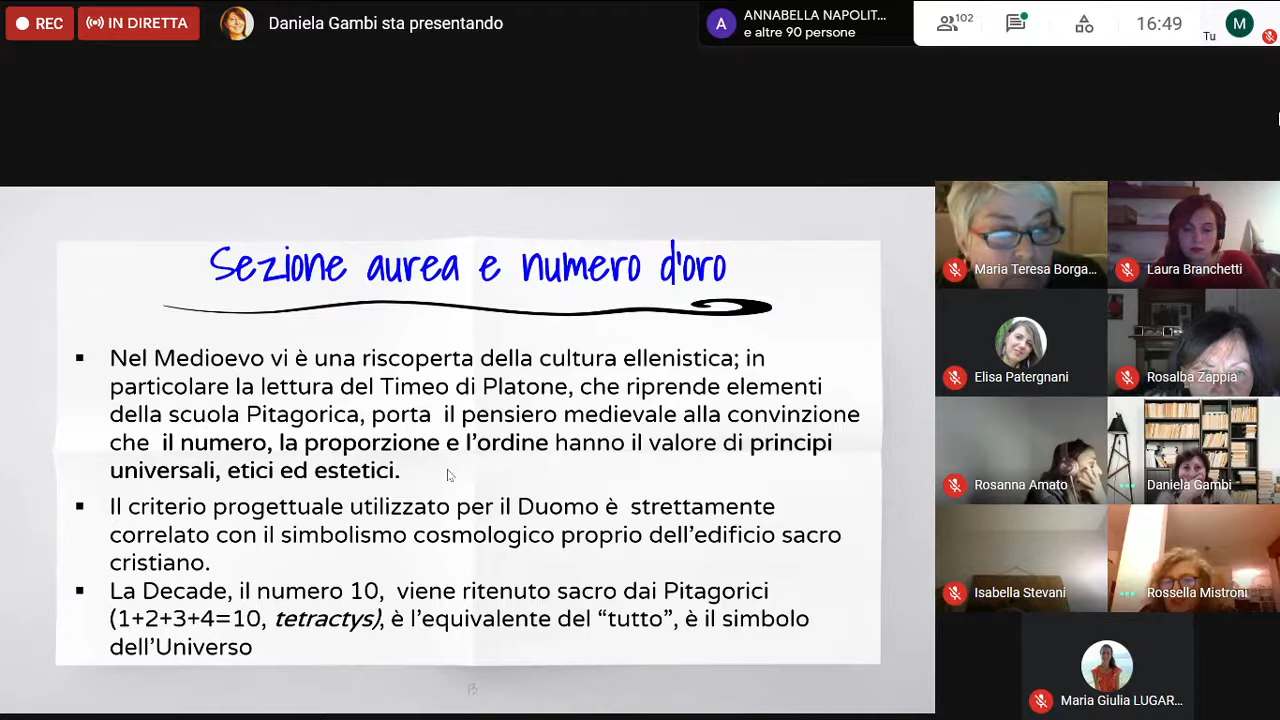 REC
IN DIRETTA
Daniela Gambi sta presentando
A
ANNABELLA NAPOLIT...
e altre 90 persone
102
16:49
Tu
M
Sezione aurea e numero d'oro
▪ Nel Medioevo vi è una riscoperta della cultura ellenistica; in
particolare la lettura del Timeo di Platone, che riprende elementi
della scuola Pitagorica, porta il pensiero medievale alla convinzione
che il numero, la proporzione e l'ordine hanno il valore di principi
universali, etici ed estetici.
▪ Il criterio progettuale utilizzato per il Duomo è strettamente
correlato con il simbolismo cosmologico proprio dell'edificio sacro
cristiano.
▪ La Decade, il numero 10, viene ritenuto sacro dai Pitagorici
(1+2+3+4=10, tetractys), è l'equivalente del “tutto”, è il simbolo
dell'Universo
13
Maria Teresa Borga...
Laura Branchetti
Elisa Patergnani
Rosalba Zappia
Rosanna Amato
Daniela Gambi
Isabella Stevani
Rossella Mistroni
Maria Giulia LUGAR...